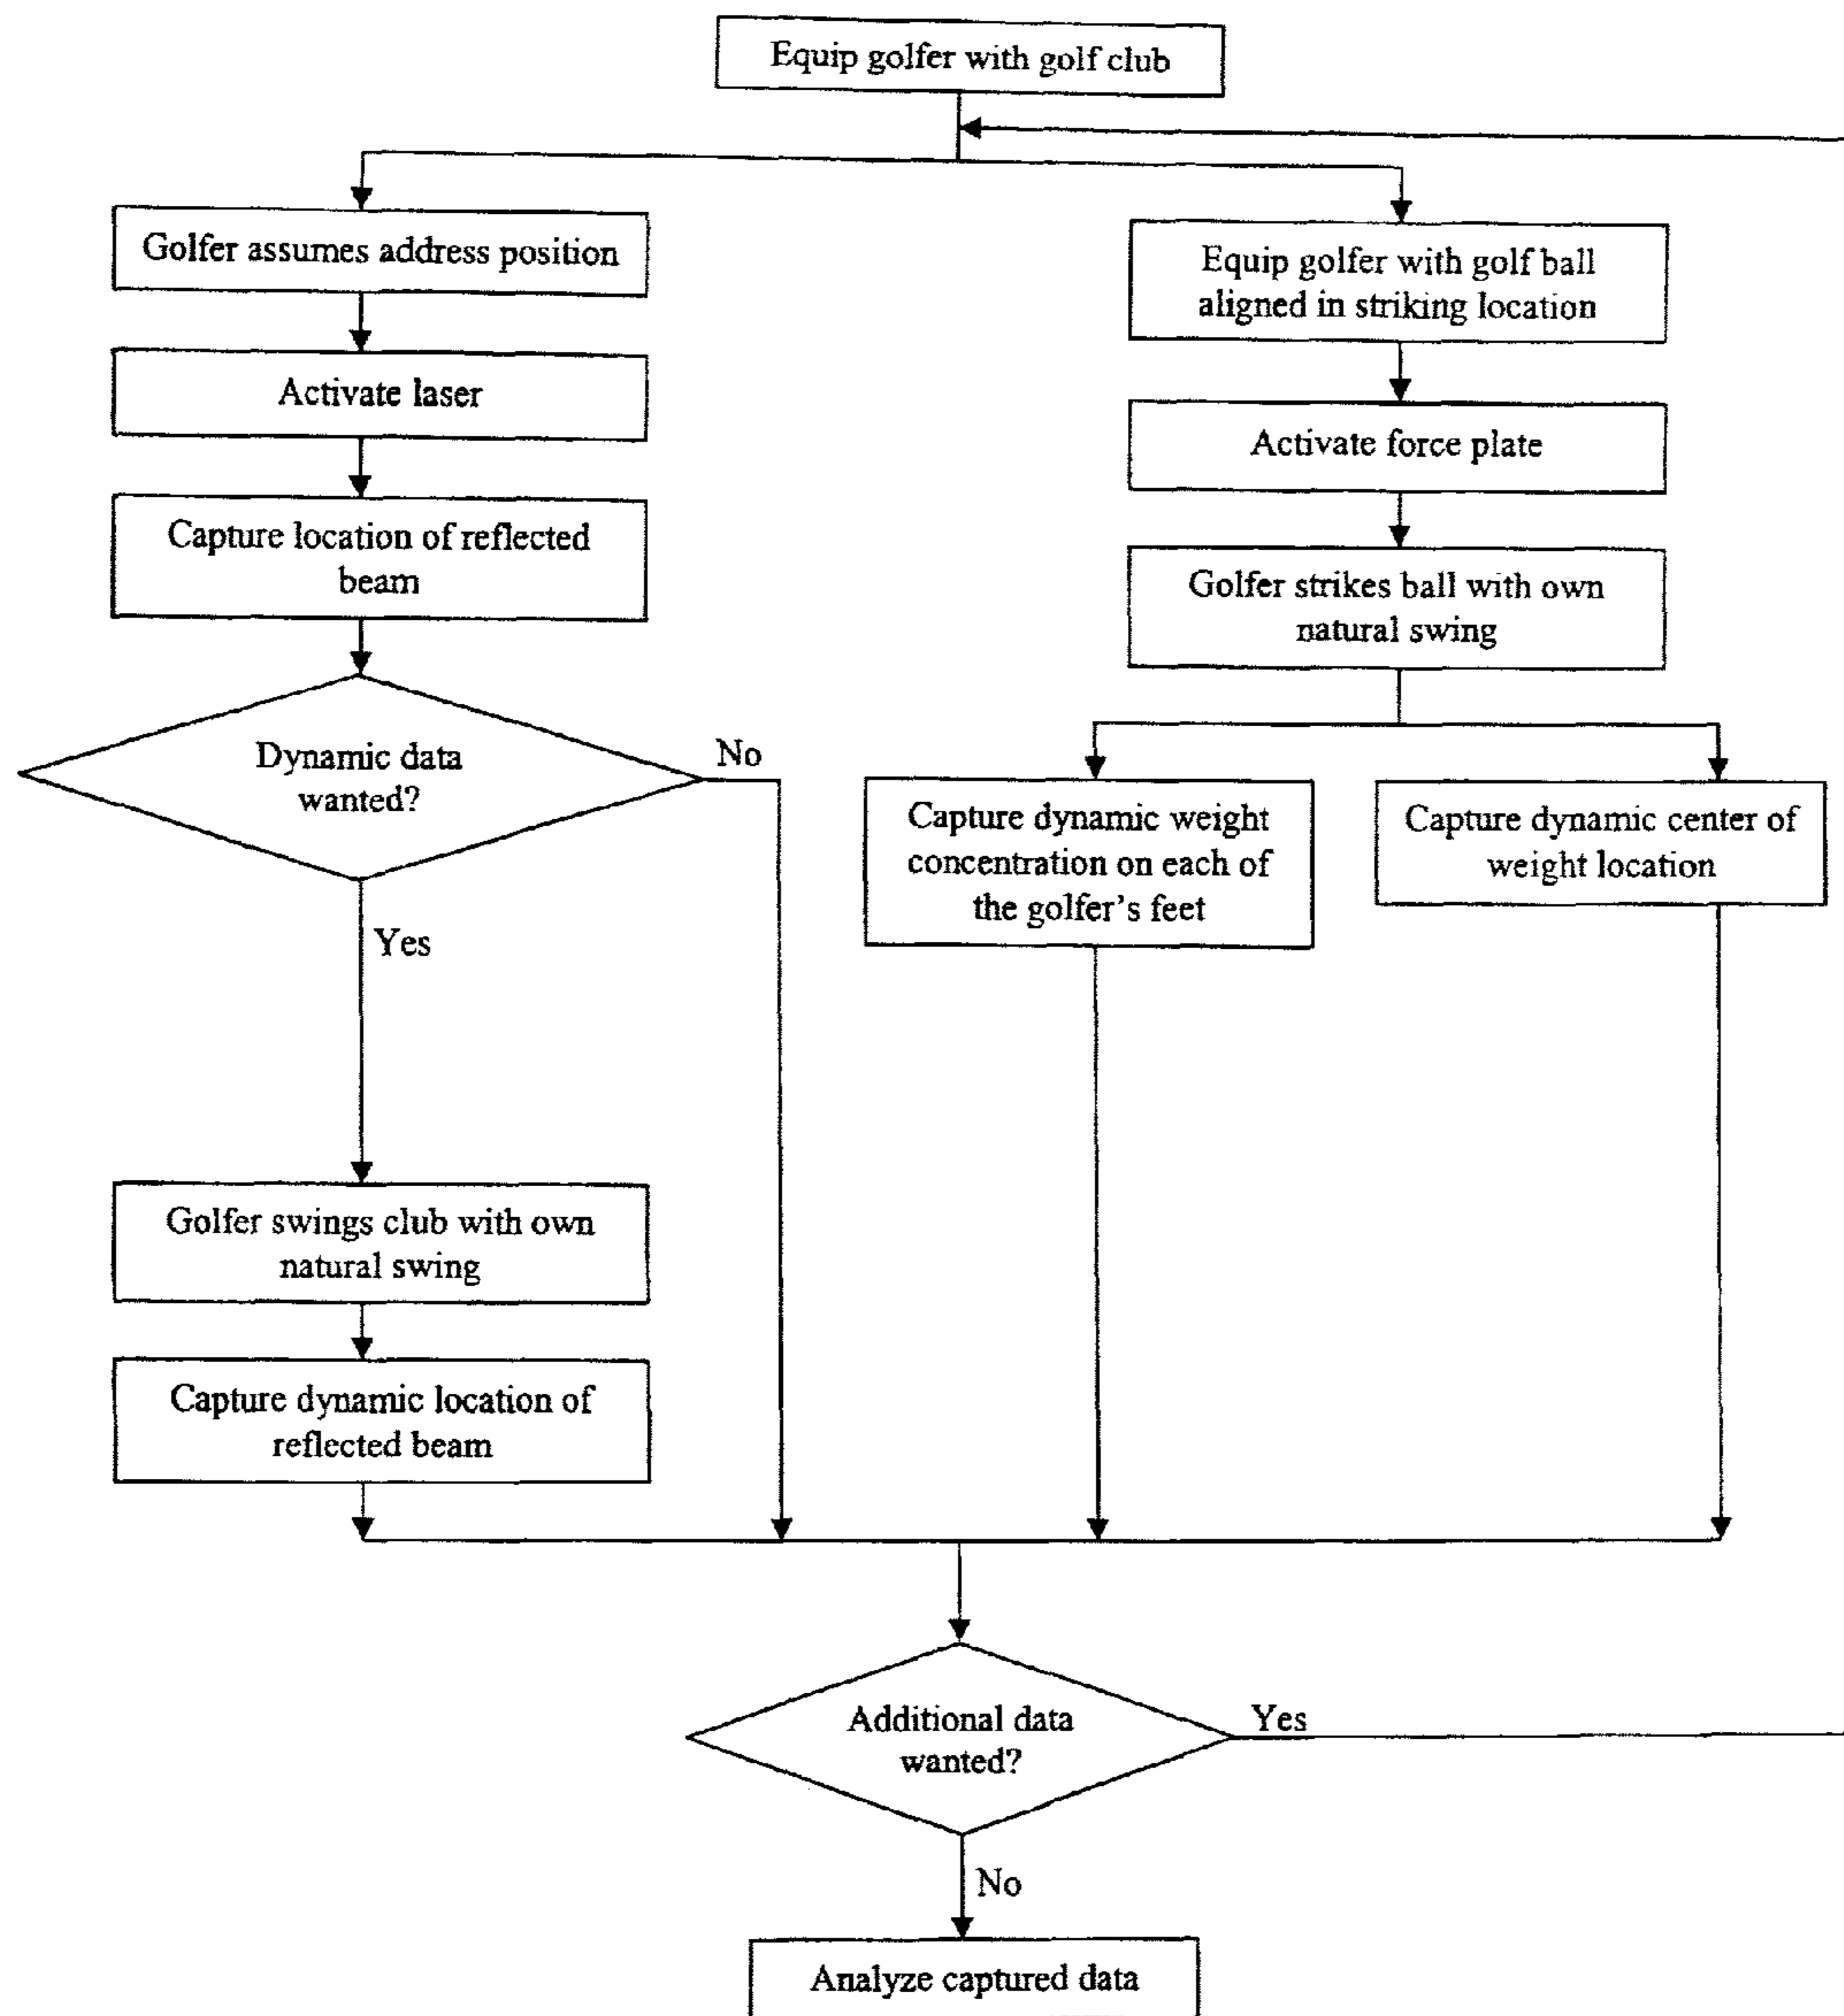 Equip golfer with golf club
Golfer assumes address position
Activate laser
Capture location of reflected
beam
Dynamic data
wanted?
No
Yes
Golfer swings club with own
natural swing
Capture dynamic location of
reflected beam
Equip golfer with golf ball
aligned in striking location
Activate force plate
Golfer strikes ball with own
natural swing
Capture dynamic weight
concentration on each of
the golfer's feet
Capture dynamic center of
weight location
Additional data
wanted?
Yes
No
Analyze captured data